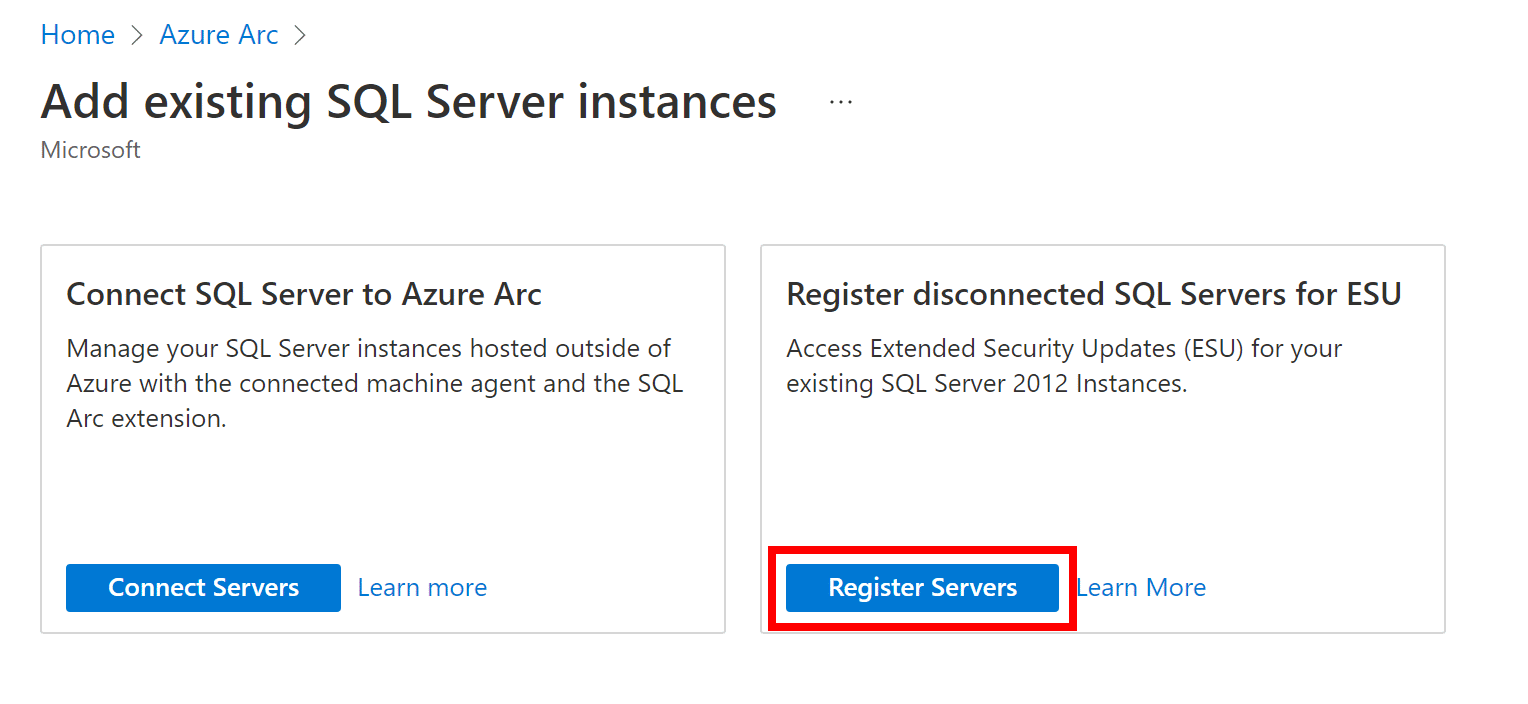 Home > Azure Arc >
Add existing SQL Server instances ...
Microsoft
Connect SQL Server to Azure Arc
Manage your SQL Server instances hosted outside of
Azure with the connected machine agent and the SQL
Arc extension.
Connect Servers Learn more
Register disconnected SQL Servers for ESU
Access Extended Security Updates (ESU) for your
existing SQL Server 2012 Instances.
Register Servers Learn More